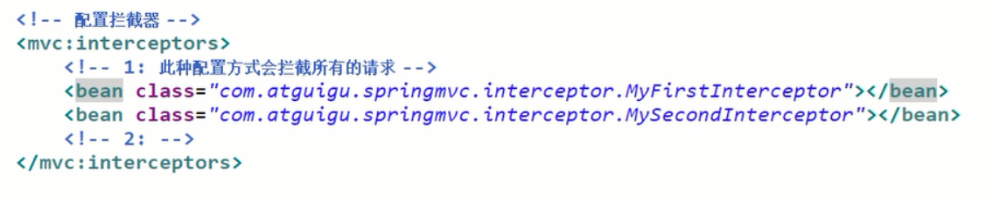 <!-- 配置拦截器 -->
<mvc:interceptors>
<!-- 1: 此种配置方式会拦截所有的请求 -->
<bean class="com.atguigu.springmvc.interceptor.MyFirstInterceptor"></bean>
<bean class="com.atguigu.springmvc.interceptor.MySecondInterceptor"></bean>
<!-- 2: -->
</mvc:interceptors>